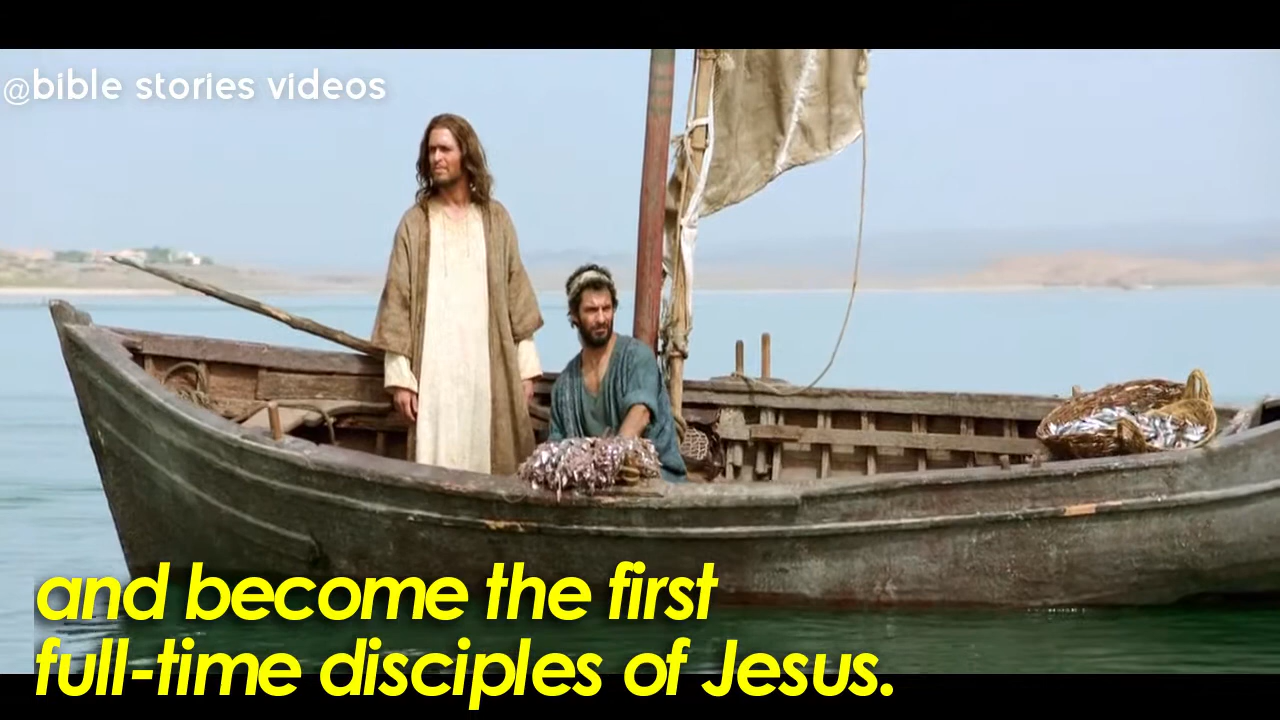 @bible stories videos
and become the first
full-time disciples of Jesus.